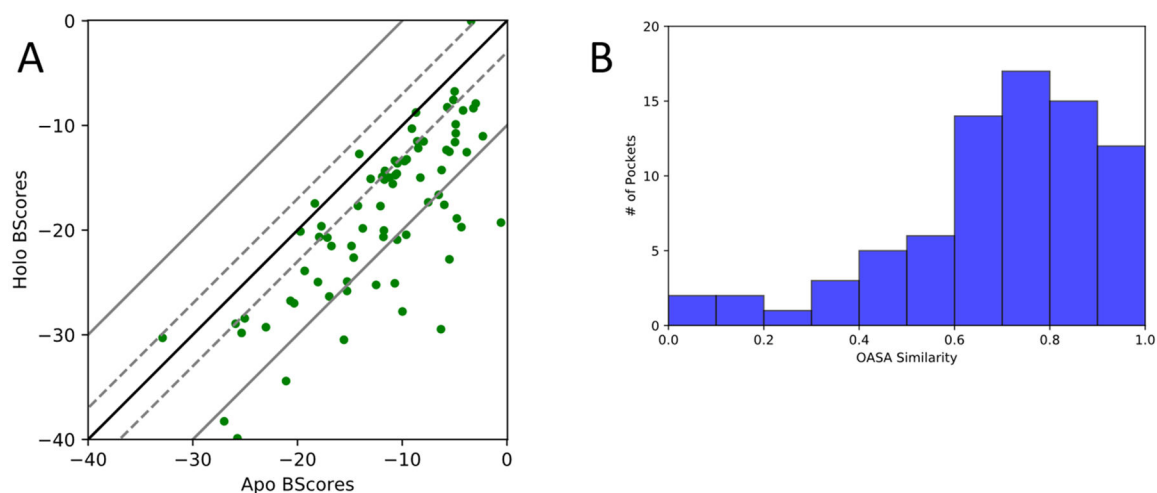 A
0
−10
−20
−30
−40
Holo BScores
−40 −30 −20 −10 0
Apo BScores
B
20
15
10
5
0
# of Pockets
0.0 0.2 0.4 0.6 0.8 1.0
OASA Similarity